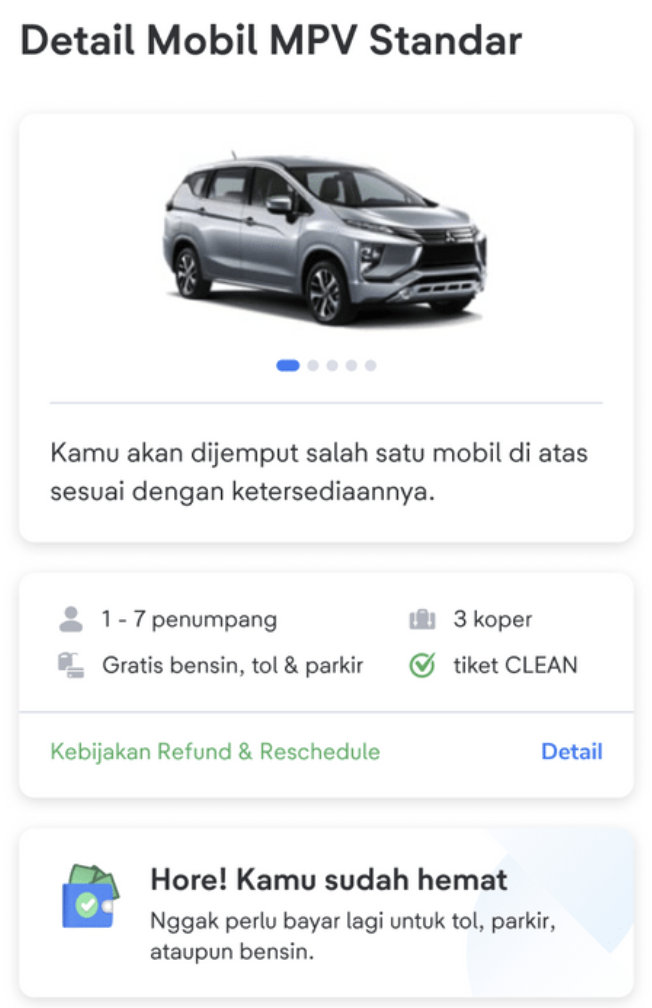 Detail Mobil MPV Standar
Kamu akan dijemput salah satu mobil di atas
sesuai dengan ketersediaannya.
1 - 7 penumpang
3 koper
Gratis bensin, tol & parkir
tiket CLEAN
Kebijakan Refund & Reschedule
Detail
Hore! Kamu sudah hemat
Nggak perlu bayar lagi untuk tol, parkir,
ataupun bensin.